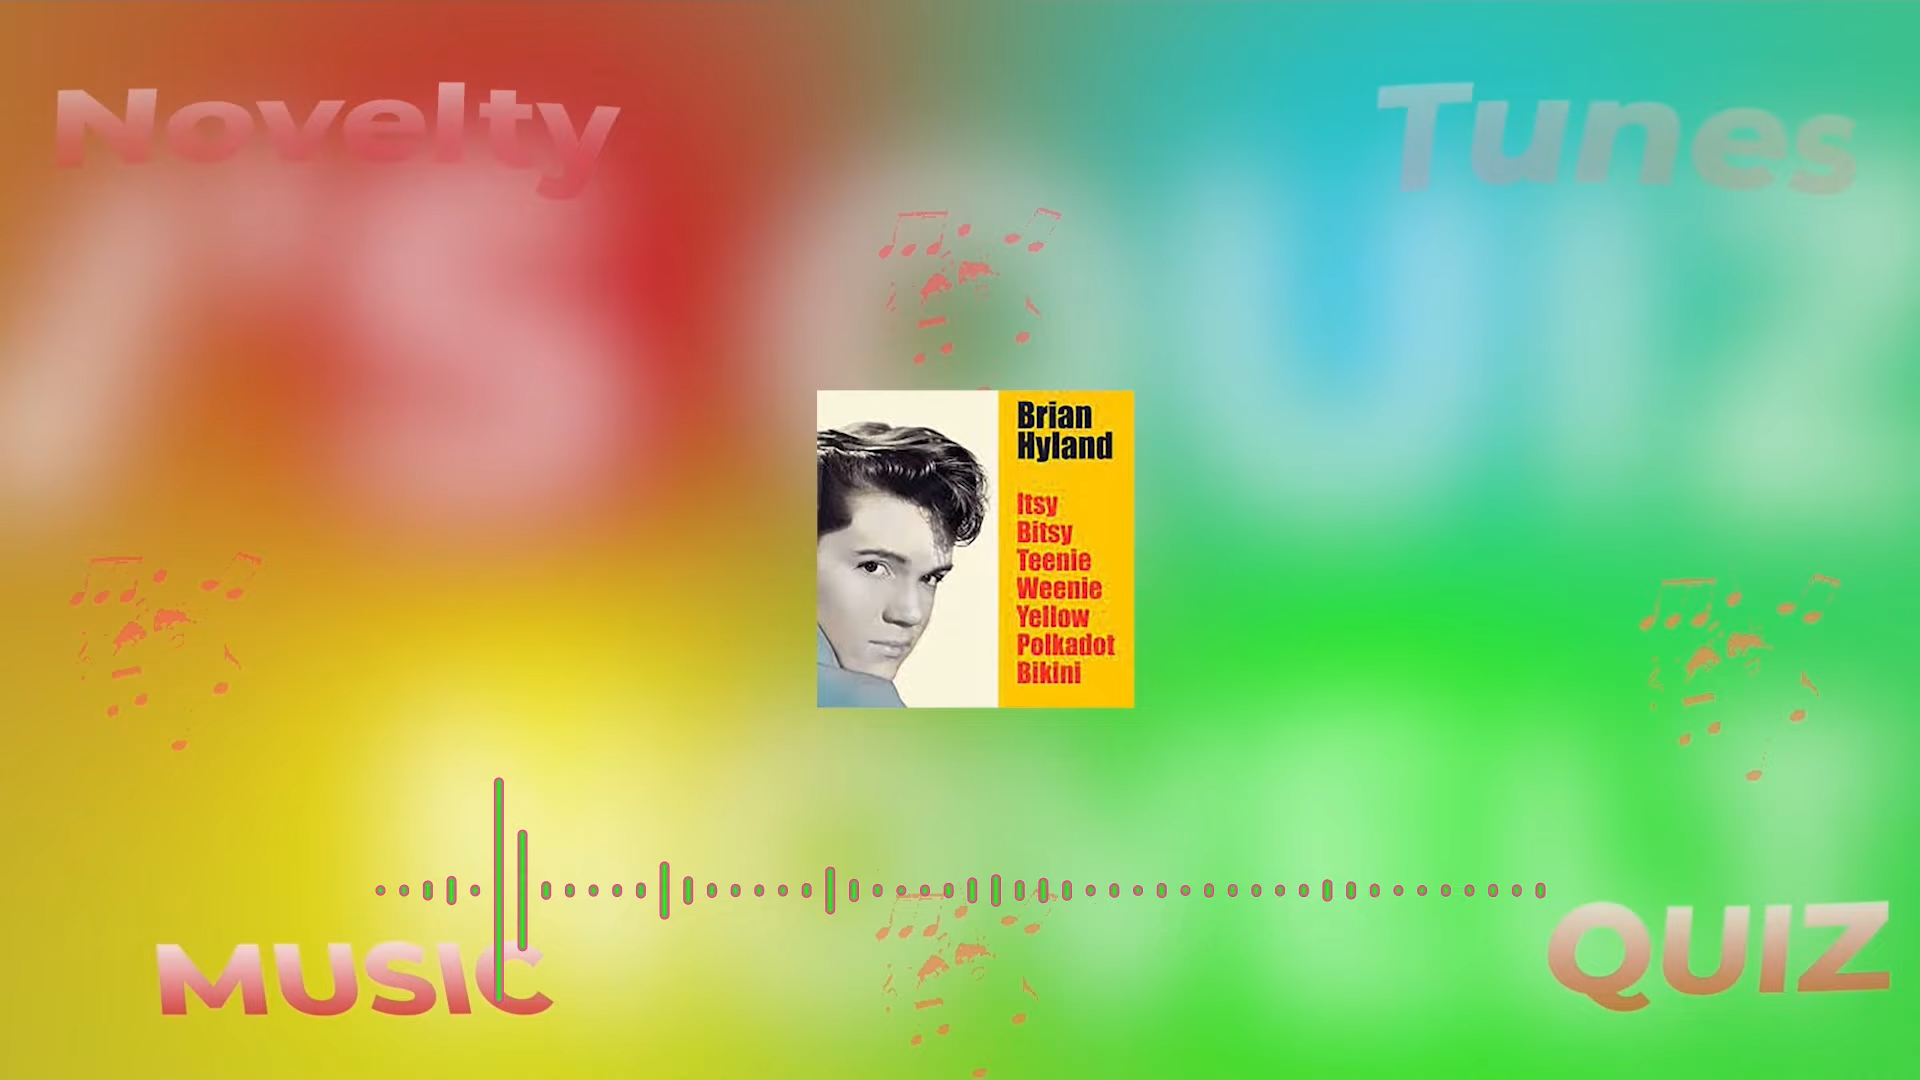 Novelty
Tunes
Brian
Hyland
Itsy
Bitsy
Teenie
Weenie
Yellow
Polkadot
Bikini
MUSIC
QUIZ